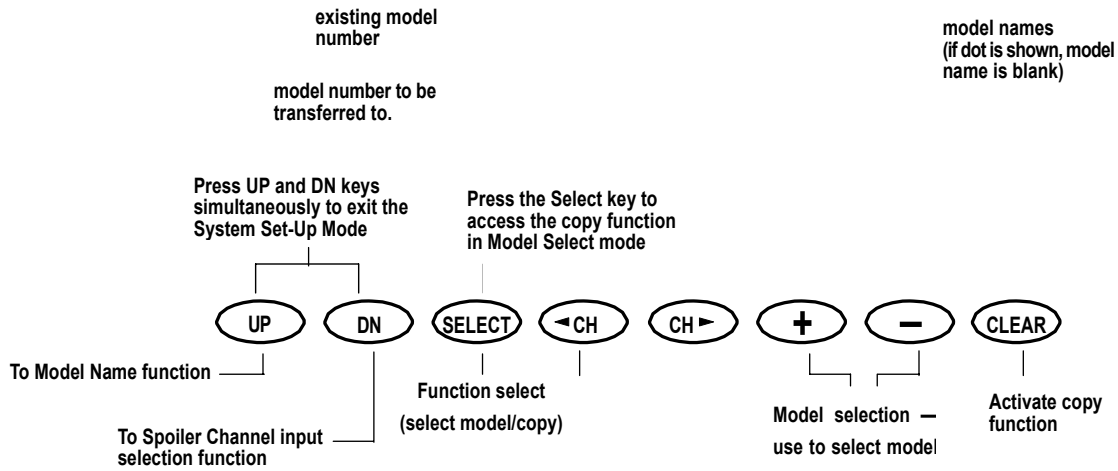 existing model
number
model names
(if dot is shown, model
name is blank)
model number to be
transferred to.
Press UP and DN keys
simultaneously to exit the
System Set-Up Mode
Press the Select key to
access the copy function
in Model Select mode
UP
DN
SELECT
◄CH
CH►
+
−
CLEAR
To Model Name function
Function select
(select model/copy)
Model selection –
use to select model
Activate copy
function
To Spoiler Channel input
selection function